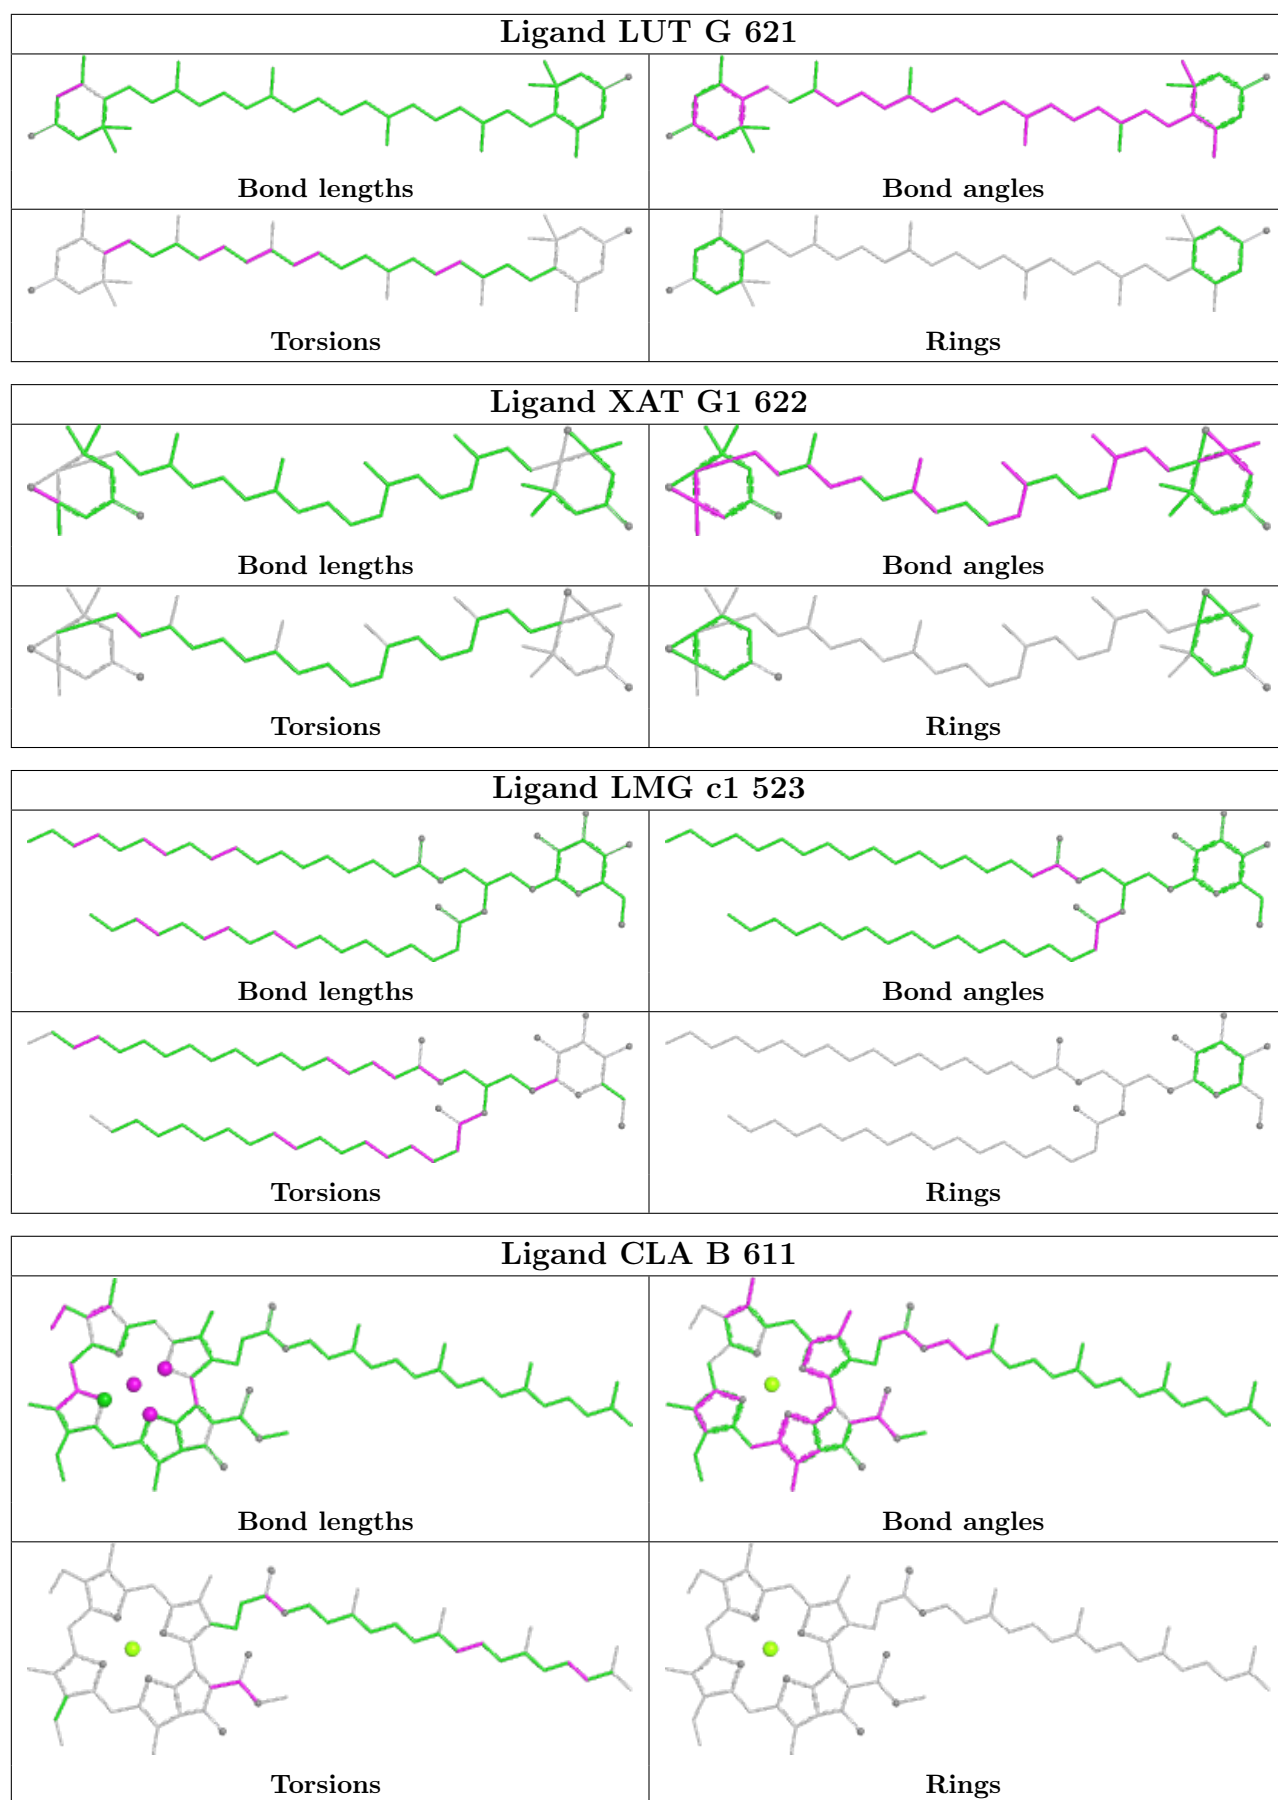 Ligand LUT G 621
Bond lengths
Bond angles
Torsions
Rings
Ligand XAT G1 622
Bond lengths
Bond angles
Torsions
Rings
Ligand LMG c1 523
Bond lengths
Bond angles
Torsions
Rings
Ligand CLA B 611
Bond lengths
Bond angles
Torsions
Rings